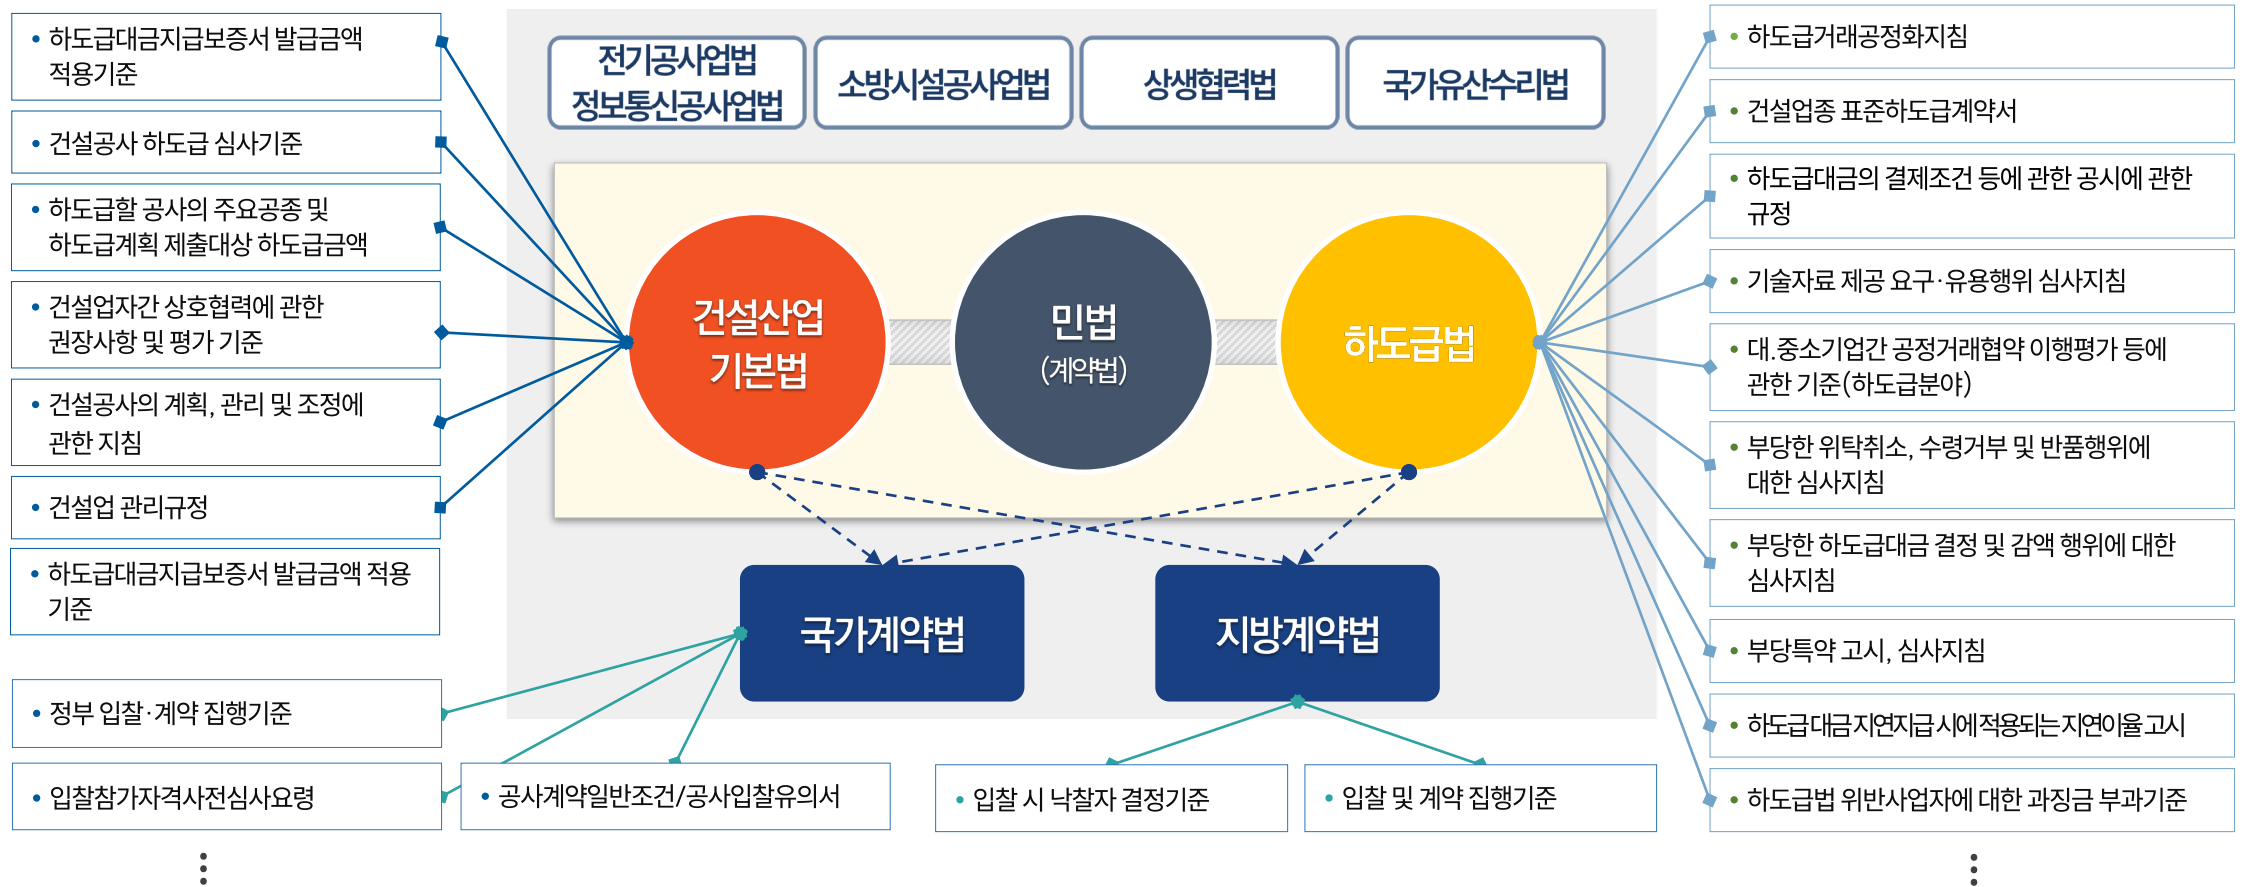 • 하도급대금지급보증서 발급금액
적용기준
• 건설공사 하도급 심사기준
• 하도급할 공사의 주요공종 및
하도급계획 제출대상 하도급금액
• 건설업자간 상호협력에 관한
권장사항 및 평가 기준
• 건설공사의 계획, 관리 및 조정에
관한 지침
• 건설업 관리규정
• 하도급대금지급보증서 발급금액 적용
기준
• 정부 입찰·계약 집행기준
• 입찰참가자격사전심사요령
전기공사업법
정보통신공사업법
소방시설공사업법
상생협력법
국가유산수리법
건설산업
기본법
민법
(계약법)
하도급법
국가계약법
지방계약법
• 공사계약일반조건/공사입찰유의서
• 입찰 시 낙찰자 결정기준
• 입찰 및 계약 집행기준
• 하도급거래공정화지침
• 건설업종 표준하도급계약서
• 하도급대금의 결제조건 등에 관한 공시에 관한
규정
• 기술자료 제공 요구·유용행위 심사지침
• 대.중소기업간 공정거래협약 이행평가 등에
관한 기준(하도급분야)
• 부당한 위탁취소, 수령거부 및 반품행위에
대한 심사지침
• 부당한 하도급대금 결정 및 감액 행위에 대한
심사지침
• 부당특약 고시, 심사지침
• 하도급 대금 지연지급 시에 적용되는 지연이율 고시
• 하도급법 위반사업자에 대한 과징금 부과기준